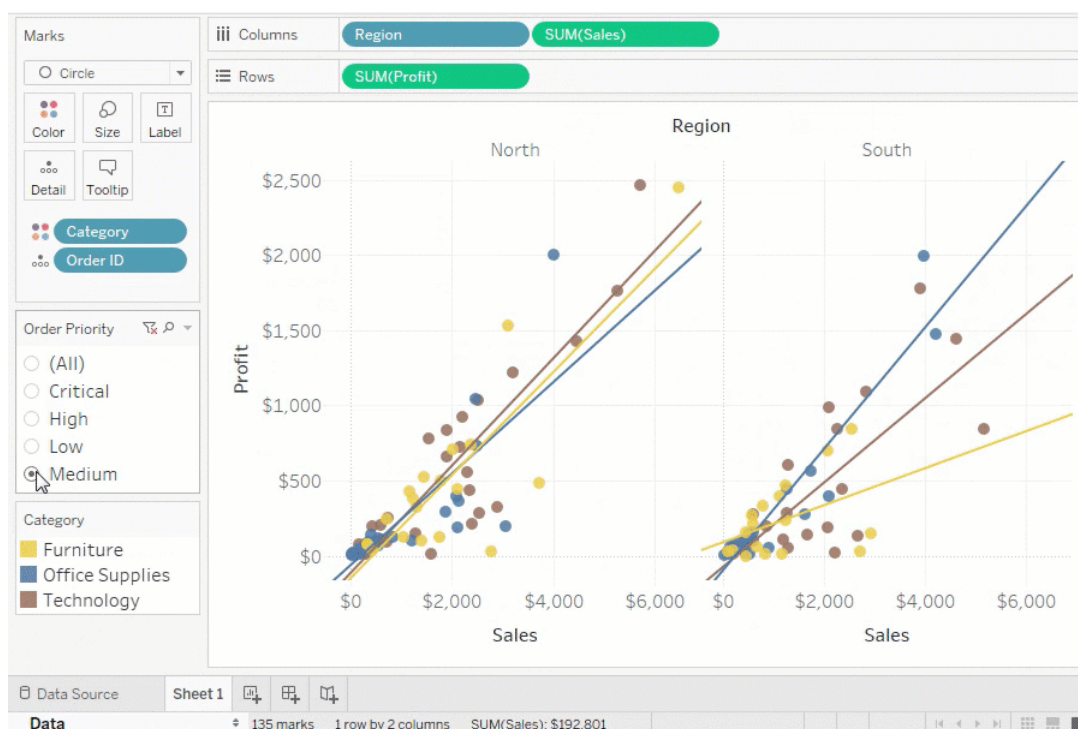 Marks
Circle
Color Size Label
Detail Tooltip
Category
Order ID
Order Priority
(All)
Critical
High
Low
Medium
Category
Furniture
Office Supplies
Technology
Columns Region SUM(Sales)
Rows SUM(Profit)
Region
North South
Profit
$2,500
$2,000
$1,500
$1,000
$500
$0
$0 $2,000 $4,000 $6,000 $0 $2,000 $4,000 $6,000
Sales Sales
Data Source Sheet 1
Data 135 marks 1 row by 2 columns SUM(Sales): $192,801